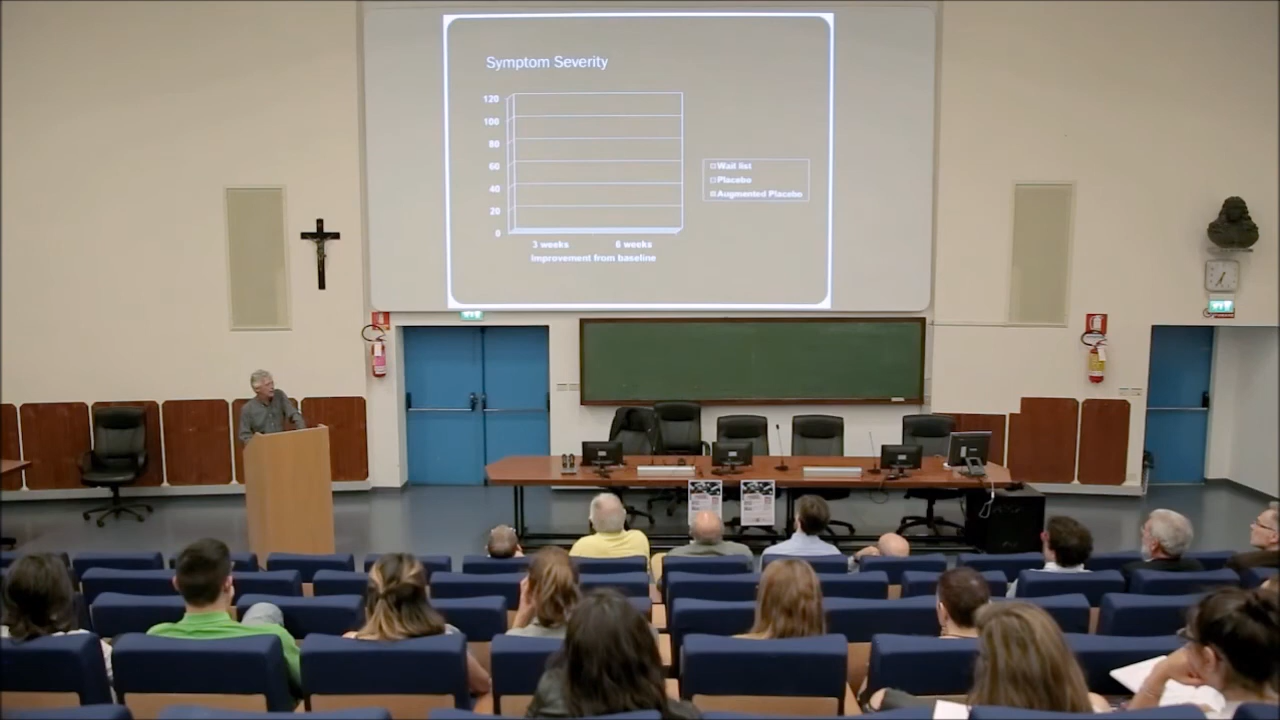 Symptom Severity
120
100
80
60
40
20
0
Wait list
Placebo
Augmented Placebo
3 weeks 6 weeks
Improvement from baseline